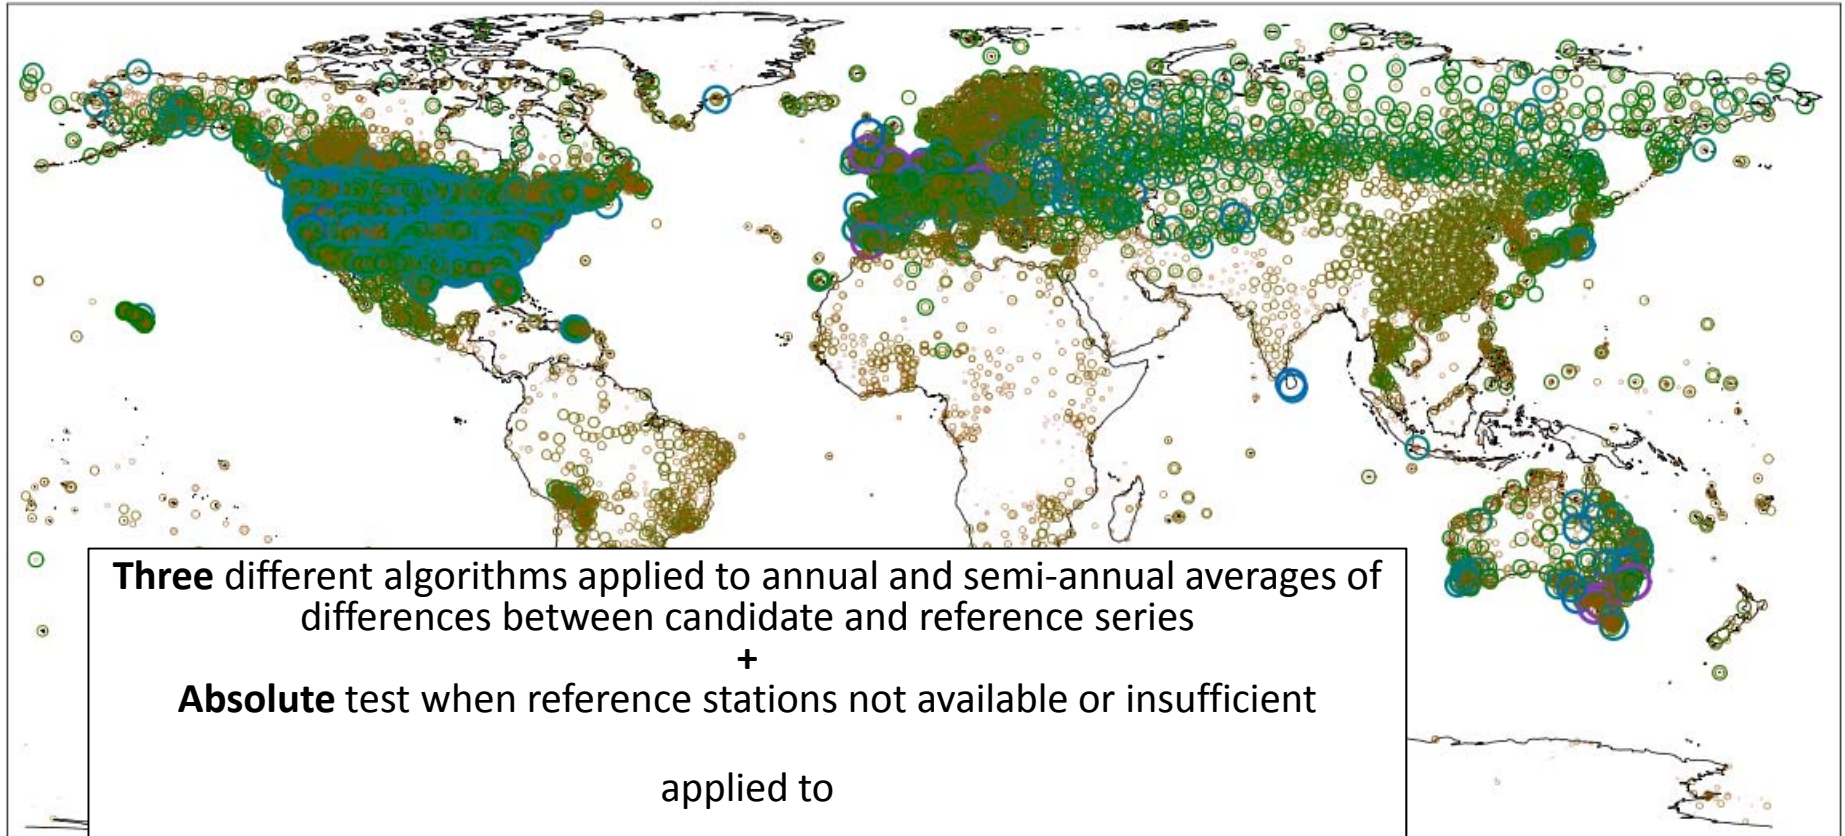 Three different algorithms applied to annual and semi-annual averages of
differences between candidate and reference series
+
Absolute test when reference stations not available or insufficient
applied to